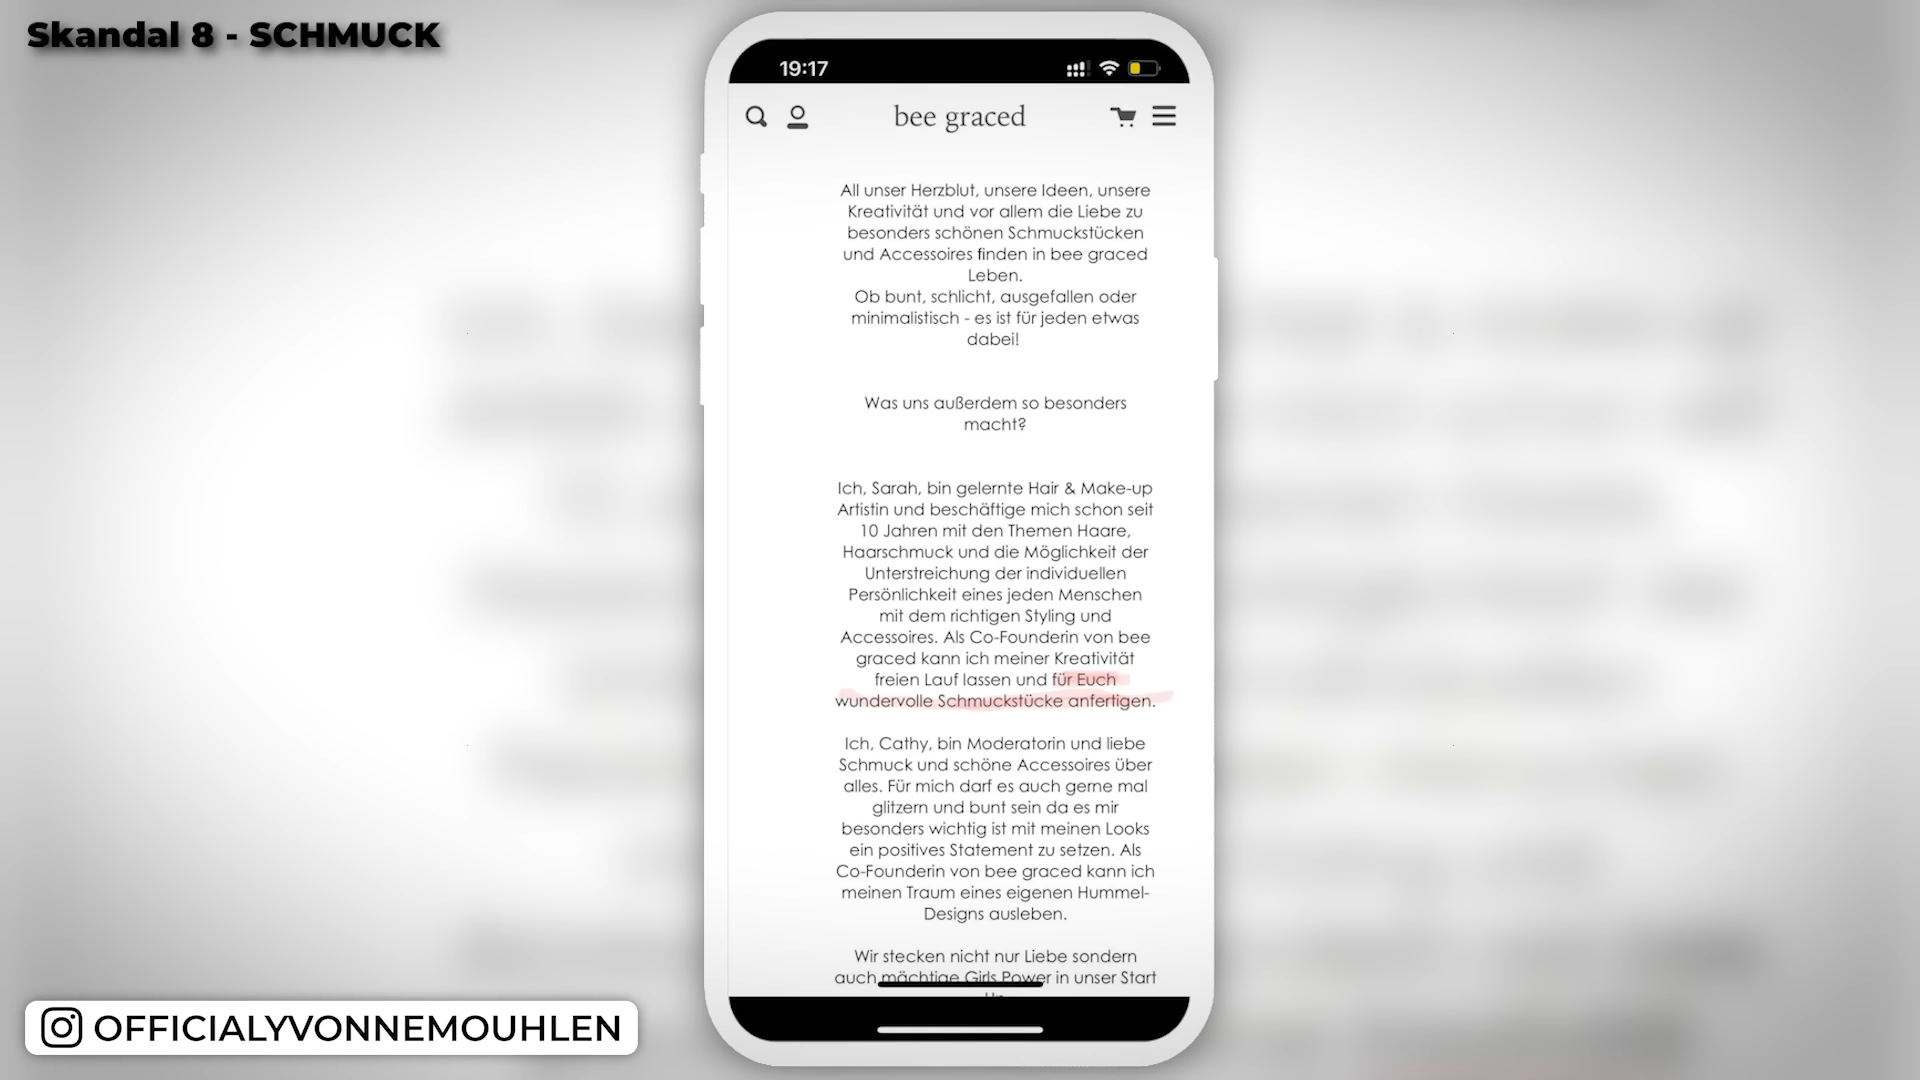 Skandal 8 - SCHMUCK
19:17
bee graced
All unser Herzblut, unsere Ideen, unsere
Kreativität und vor allem die Liebe zu
besonders schönen Schmuckstücken
und Accessoires finden in bee graced
Leben.
Ob bunt, schlicht, ausgefallen oder
minimalistisch - es ist für jeden etwas
dabei!
Was uns außerdem so besonders
macht?
Ich, Sarah, bin gelernte Hair & Make-up
Artistin und beschäftige mich schon seit
10 Jahren mit den Themen Haare,
Haarschmuck und die Möglichkeit der
Unterstreichung der individuellen
Persönlichkeit eines jeden Menschen
mit dem richtigen Styling und
Accessoires. Als Co-Founderin von bee
graced kann ich meiner Kreativität
freien Lauf lassen und für Euch
wundervolle Schmuckstücke anfertigen.
Ich, Cathy, bin Moderatorin und liebe
Schmuck und schöne Accessoires über
alles. Für mich darf es auch gerne mal
glitzern und bunt sein da es mir
besonders wichtig ist mit meinen Looks
ein positives Statement zu setzen. Als
Co-Founderin von bee graced kann ich
meinen Traum eines eigenen Hummel-
Designs ausleben.
Wir stecken nicht nur Liebe sondern
auch mächtige Girls Power in unser Start
OFFICIALYVONNEMOUHLEN